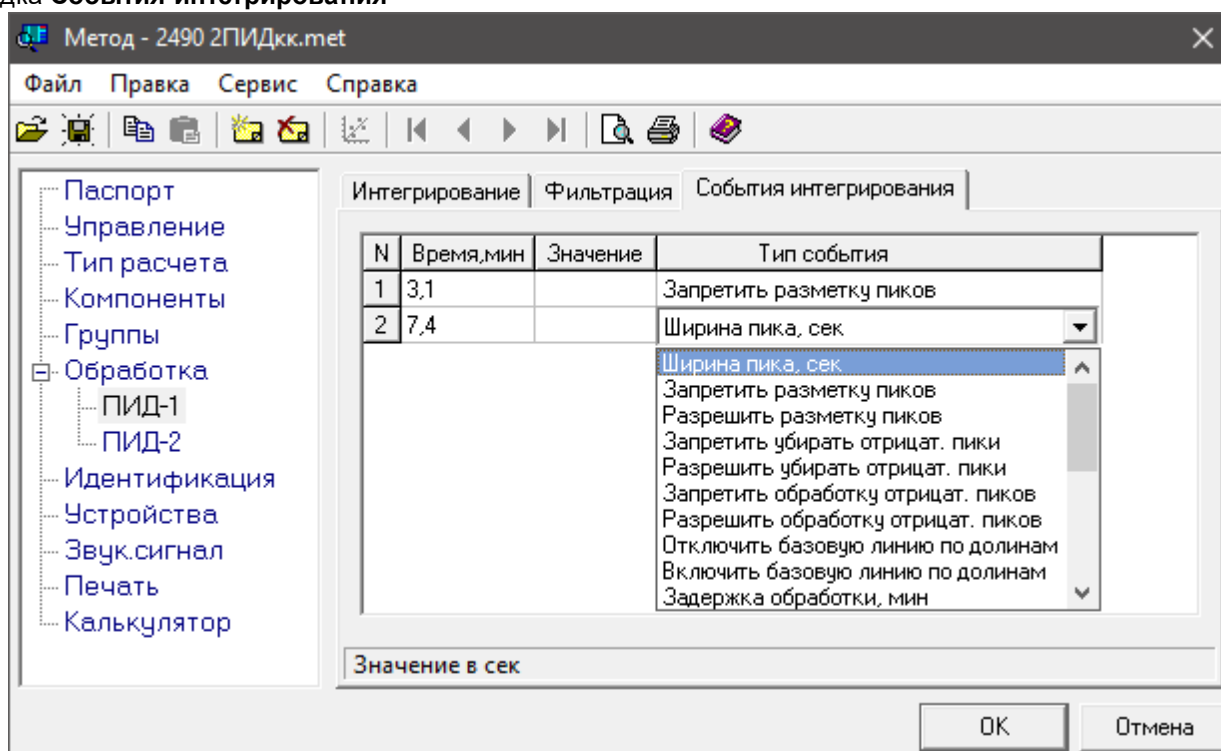 События интегрирования
Метод - 2490 2ПИДкк.met
Файл Правка Сервис Справка
Паспорт
Управление
Тип расчета
Компоненты
Группы
Обработка
ПИД-1
ПИД-2
Идентификация
Устройства
Звук.сигнал
Печать
Калькулятор
Интегрирование Фильтрация События интегрирования
N Время,мин Значение Тип события
1 3,1 Запретить разметку пиков
2 7,4 Ширина пика, сек
Ширина пика, сек
Запретить разметку пиков
Разрешить разметку пиков
Запретить убирать отрицат. пики
Разрешить убирать отрицат. пики
Запретить обработку отрицат. пиков
Разрешить обработку отрицат. пиков
Отключить базовую линию по долинам
Включить базовую линию по долинам
Задержка обработки, мин
Значение в сек
OK Отмена